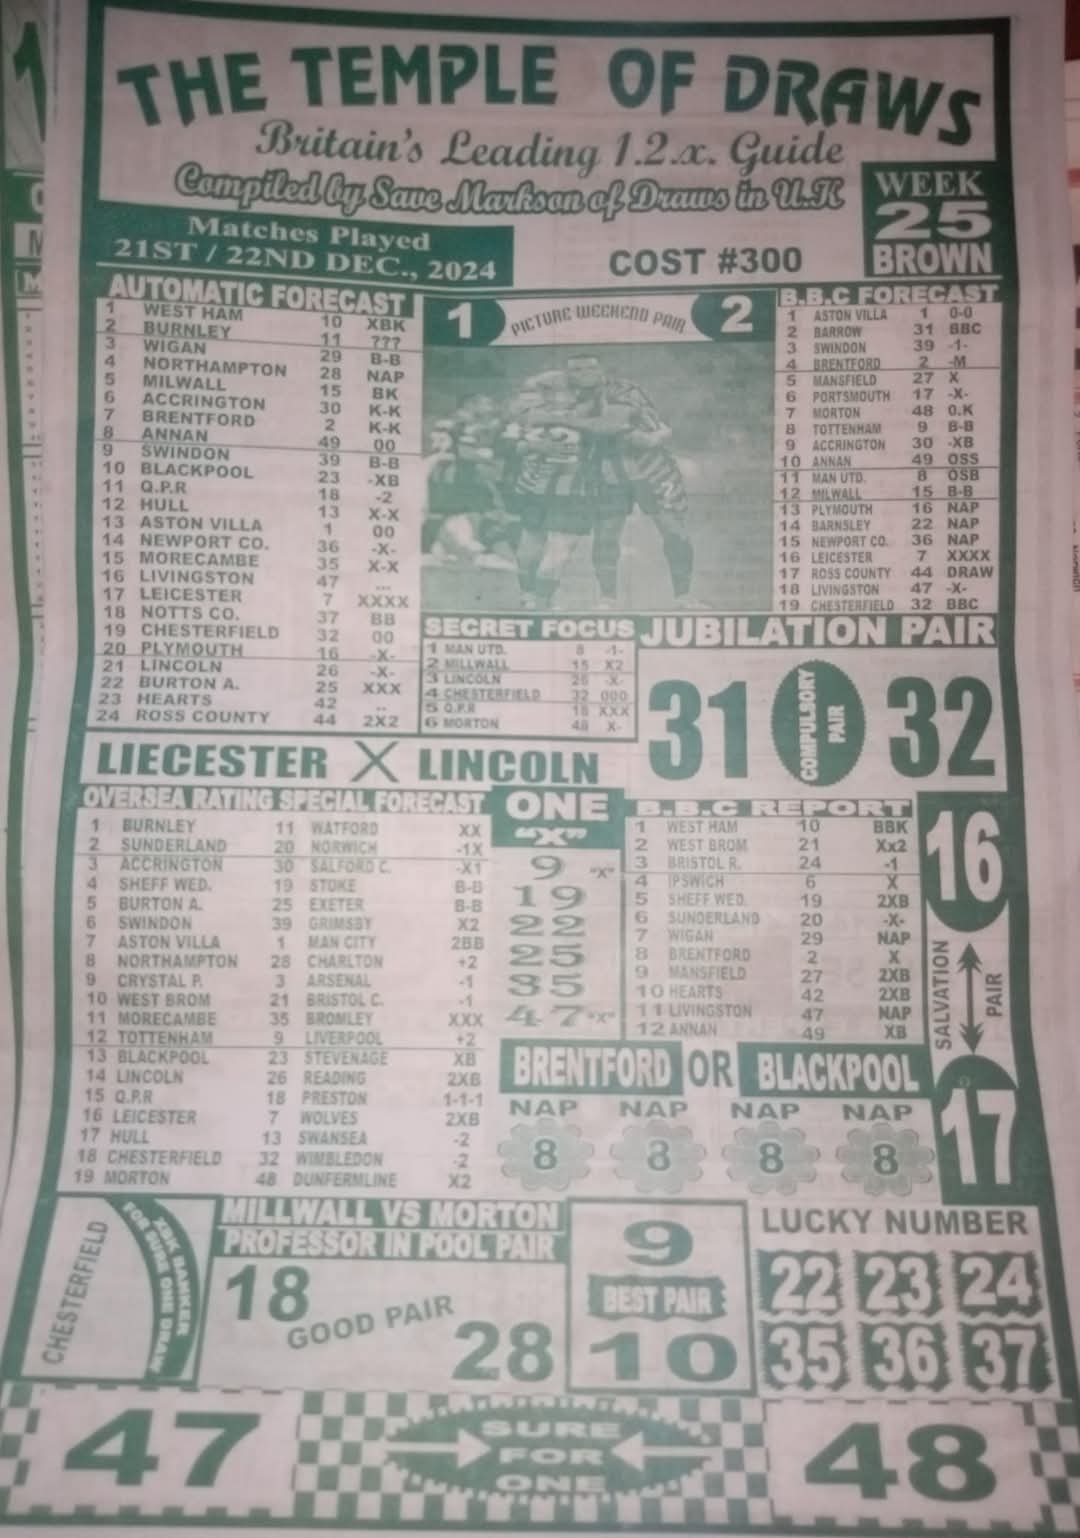 THE TEMPLE OF DRAWS
Britain's Leading 1.2.x. Guide
Compiled by Save Markson of Draws in U.K
WEEK
25
BROWN
Matches Played
21ST / 22ND DEC., 2024
COST #300
AUTOMATIC FORECAST
1 WEST HAM 10 XBK
2 BURNLEY 11 ???
3 WIGAN 29 B-B
4 NORTHAMPTON 28 NAP
5 MILWALL 15 BK
6 ACCRINGTON 30 K-K
7 BRENTFORD 2 K-K
8 ANNAN 49 00
9 SWINDON 39 B-B
10 BLACKPOOL 23 -XB
11 Q.P.R 18 -2
12 HULL 13 X-X
13 ASTON VILLA 1 00
14 NEWPORT CO. 36 -X-
15 MORECAMBE 35 X-X
16 LIVINGSTON 47 ...
17 LEICESTER 7 XXXX
18 NOTTS CO. 37 BB
19 CHESTERFIELD 32 00
20 PLYMOUTH 16 -X-
21 LINCOLN 26 -X-
22 BURTON A. 25 XXX
23 HEARTS 42 ..
24 ROSS COUNTY 44 2X2
1 PICTURE WEEKEND PAIR 2
B.B.C FORECAST
1 ASTON VILLA 1 0-0
2 BARROW 31 BBC
3 SWINDON 39 -1-
4 BRENTFORD 2 -M
5 MANSFIELD 27 X
6 PORTSMOUTH 17 -X-
7 MORTON 48 O.K
8 TOTTENHAM 9 B-B
9 ACCRINGTON 30 -XB
10 ANNAN 49 OSS
11 MAN UTD. 8 OSB
12 MILWALL 15 B-B
13 PLYMOUTH 16 NAP
14 BARNSLEY 22 NAP
15 NEWPORT CO. 36 NAP
16 LEICESTER 7 XXXX
17 ROSS COUNTY 44 DRAW
18 LIVINGSTON 47 -X-
19 CHESTERFIELD 32 BBC
SECRET FOCUS
1 MAN UTD. 8 -1-
2 MILLWALL 15 X2
3 LINCOLN 26 -X-
4 CHESTERFIELD 32 000
5 Q.P.R 18 XXX
6 MORTON 48 X-
JUBILATION PAIR
31 COMPULSORY PAIR 32
LIECESTER X LINCOLN
OVERSEA RATING SPECIAL FORECAST
1 BURNLEY 11 WATFORD XX
2 SUNDERLAND 20 NORWICH -1X
3 ACCRINGTON 30 SALFORD C. -X1
4 SHEFF WED. 19 STOKE B-B
5 BURTON A. 25 EXETER B-B
6 SWINDON 39 GRIMSBY X2
7 ASTON VILLA 1 MAN CITY 2BB
8 NORTHAMPTON 28 CHARLTON +2
9 CRYSTAL P. 3 ARSENAL -1
10 WEST BROM 21 BRISTOL C. -1
11 MORECAMBE 35 BROMLEY XXX
12 TOTTENHAM 9 LIVERPOOL +2
13 BLACKPOOL 23 STEVENAGE XB
14 LINCOLN 26 READING 2XB
15 Q.P.R 18 PRESTON 1-1-1
16 LEICESTER 7 WOLVES 2XB
17 HULL 13 SWANSEA -2
18 CHESTERFIELD 32 WIMBLEDON -2
19 MORTON 48 DUNFERMLINE X2
ONE
"X"
9 "X"
19
22
25
35
47 "X"
B.B.C REPORT
1 WEST HAM 10 BBK
2 WEST BROM 21 Xx2
3 BRISTOL R. 24 -1
4 IPSWICH 6 X
5 SHEFF WED. 19 2XB
6 SUNDERLAND 20 -X-
7 WIGAN 29 NAP
8 BRENTFORD 2 X
9 MANSFIELD 27 2XB
10 HEARTS 42 2XB
11 LIVINGSTON 47 NAP
12 ANNAN 49 XB
16
SALVATION PAIR
17
BRENTFORD OR BLACKPOOL
NAP NAP NAP NAP
8 8 8 8
CHESTERFIELD
XBK BANKER
FOR BUSS ONE DRAW
MILLWALL VS MORTON
PROFESSOR IN POOL PAIR
18
GOOD PAIR
28
9
BEST PAIR
10
LUCKY NUMBER
22 23 24
35 36 37
47
SURE
FOR
ONE
48